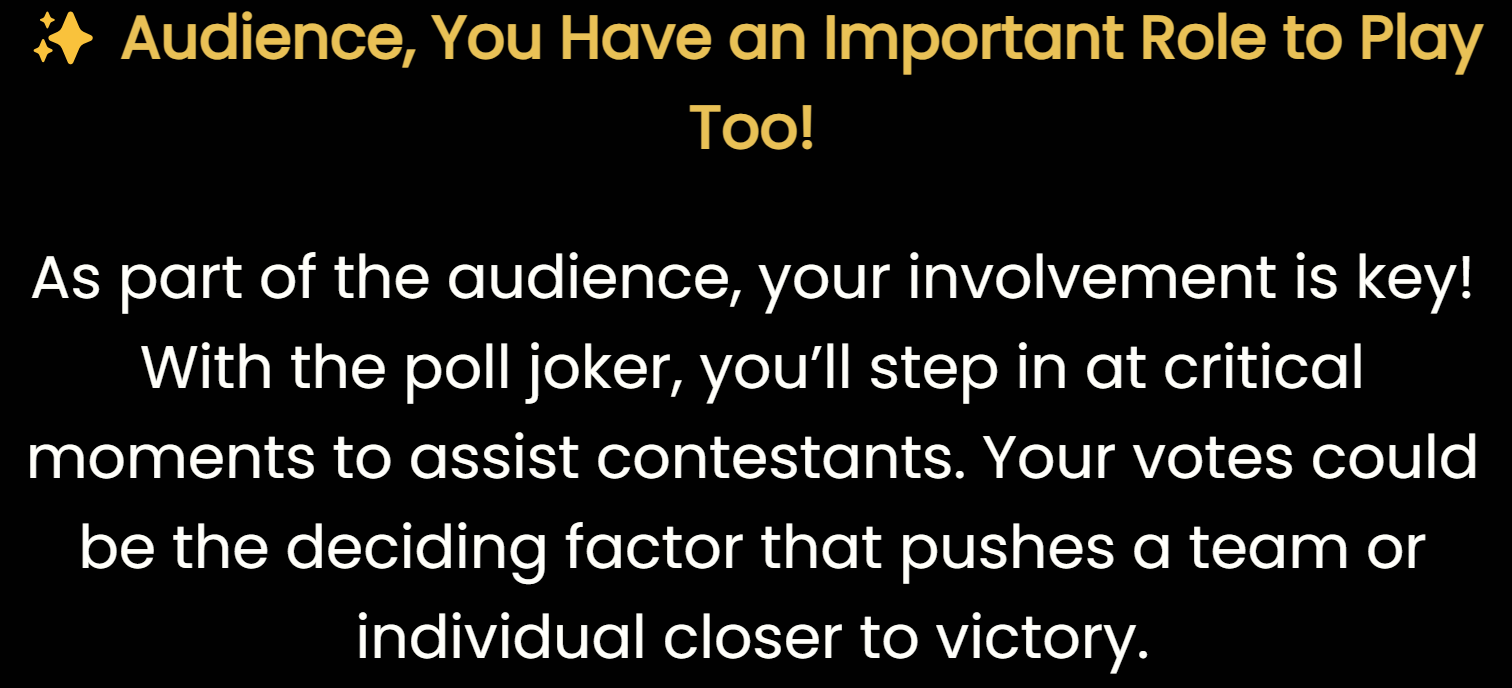 ✨ Audience, You Have an Important Role to Play
Too!
As part of the audience, your involvement is key!
With the poll joker, you’ll step in at critical
moments to assist contestants. Your votes could
be the deciding factor that pushes a team or
individual closer to victory.